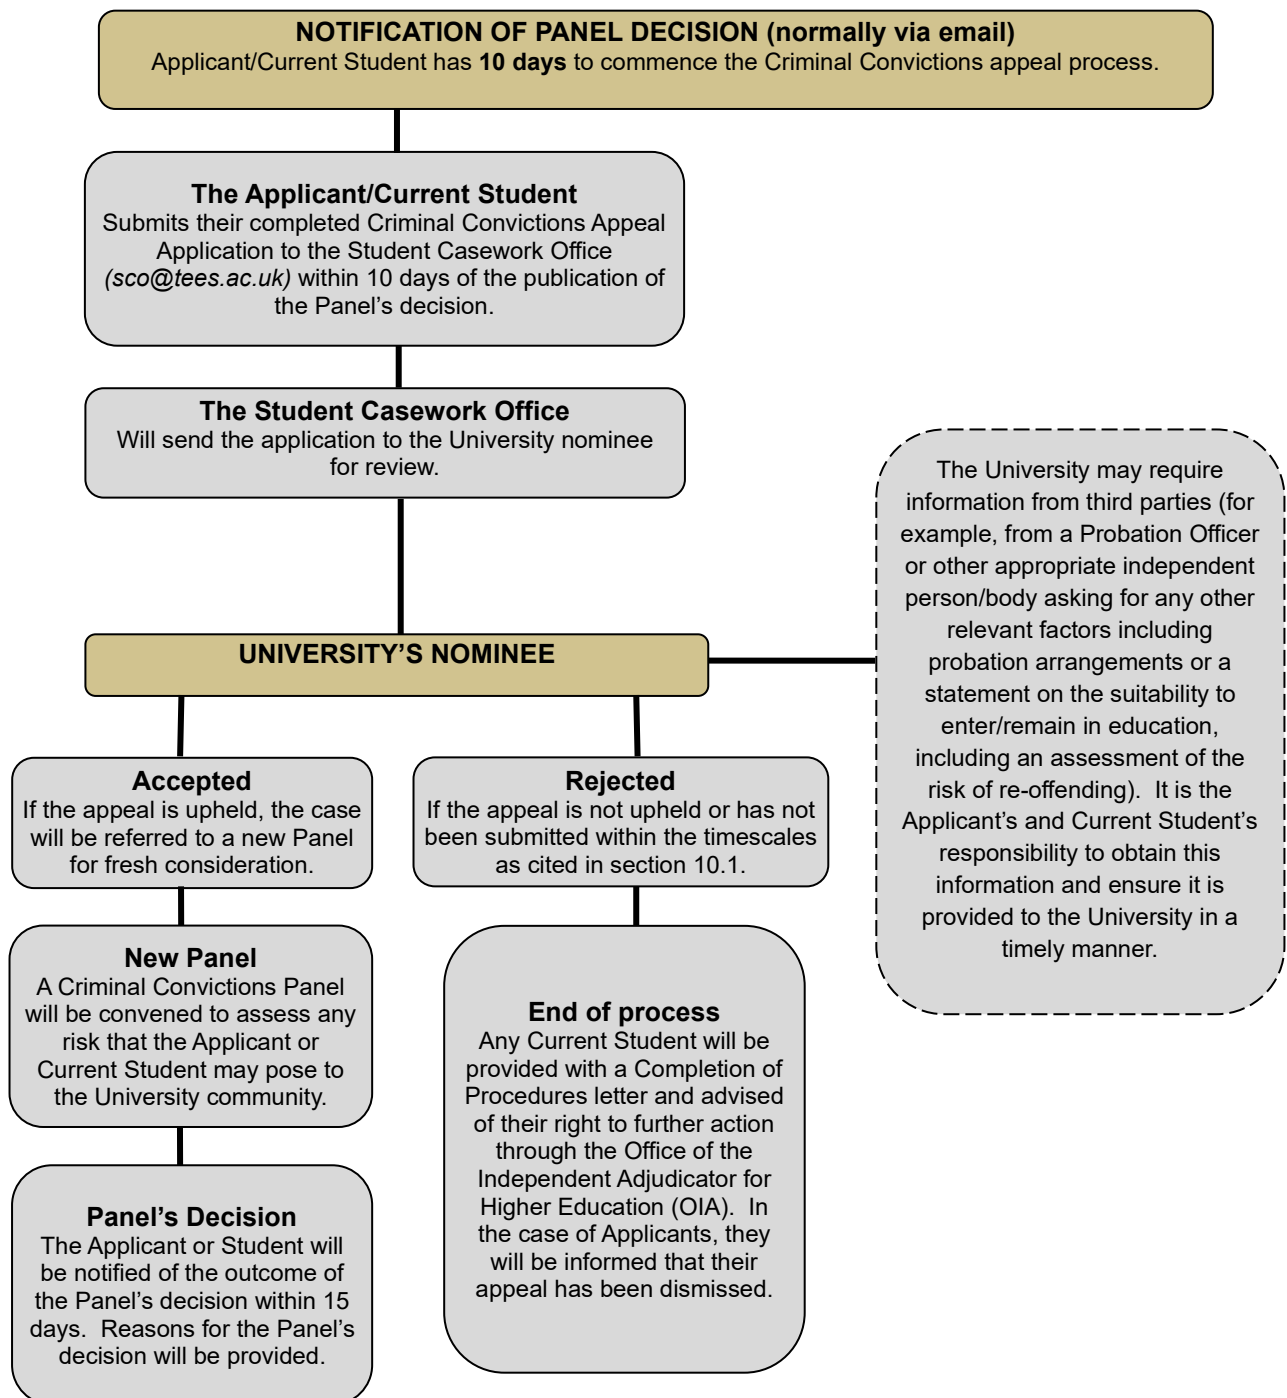 NOTIFICATION OF PANEL DECISION (normally via email)
Applicant/Current Student has 10 days to commence the Criminal Convictions appeal process.
The Applicant/Current Student
Submits their completed Criminal Convictions Appeal
Application to the Student Casework Office
(sco@tees.ac.uk) within 10 days of the publication of
the Panel’s decision.
The Student Casework Office
Will send the application to the University nominee
for review.
The University may require
information from third parties (for
example, from a Probation Officer
or other appropriate independent
person/body asking for any other
relevant factors including
probation arrangements or a
statement on the suitability to
enter/remain in education,
including an assessment of the
risk of re-offending).  It is the
Applicant’s and Current Student’s
responsibility to obtain this
information and ensure it is
provided to the University in a
timely manner.
UNIVERSITY’S NOMINEE
Accepted
If the appeal is upheld, the case
will be referred to a new Panel
for fresh consideration.
Rejected
If the appeal is not upheld or has not
been submitted within the timescales
as cited in section 10.1.
New Panel
A Criminal Convictions Panel
will be convened to assess any
risk that the Applicant or
Current Student may pose to
the University community.
End of process
Any Current Student will be
provided with a Completion of
Procedures letter and advised
of their right to further action
through the Office of the
Independent Adjudicator for
Higher Education (OIA).  In
the case of Applicants, they
will be informed that their
appeal has been dismissed.
Panel’s Decision
The Applicant or Student will
be notified of the outcome of
the Panel’s decision within 15
days.  Reasons for the Panel’s
decision will be provided.